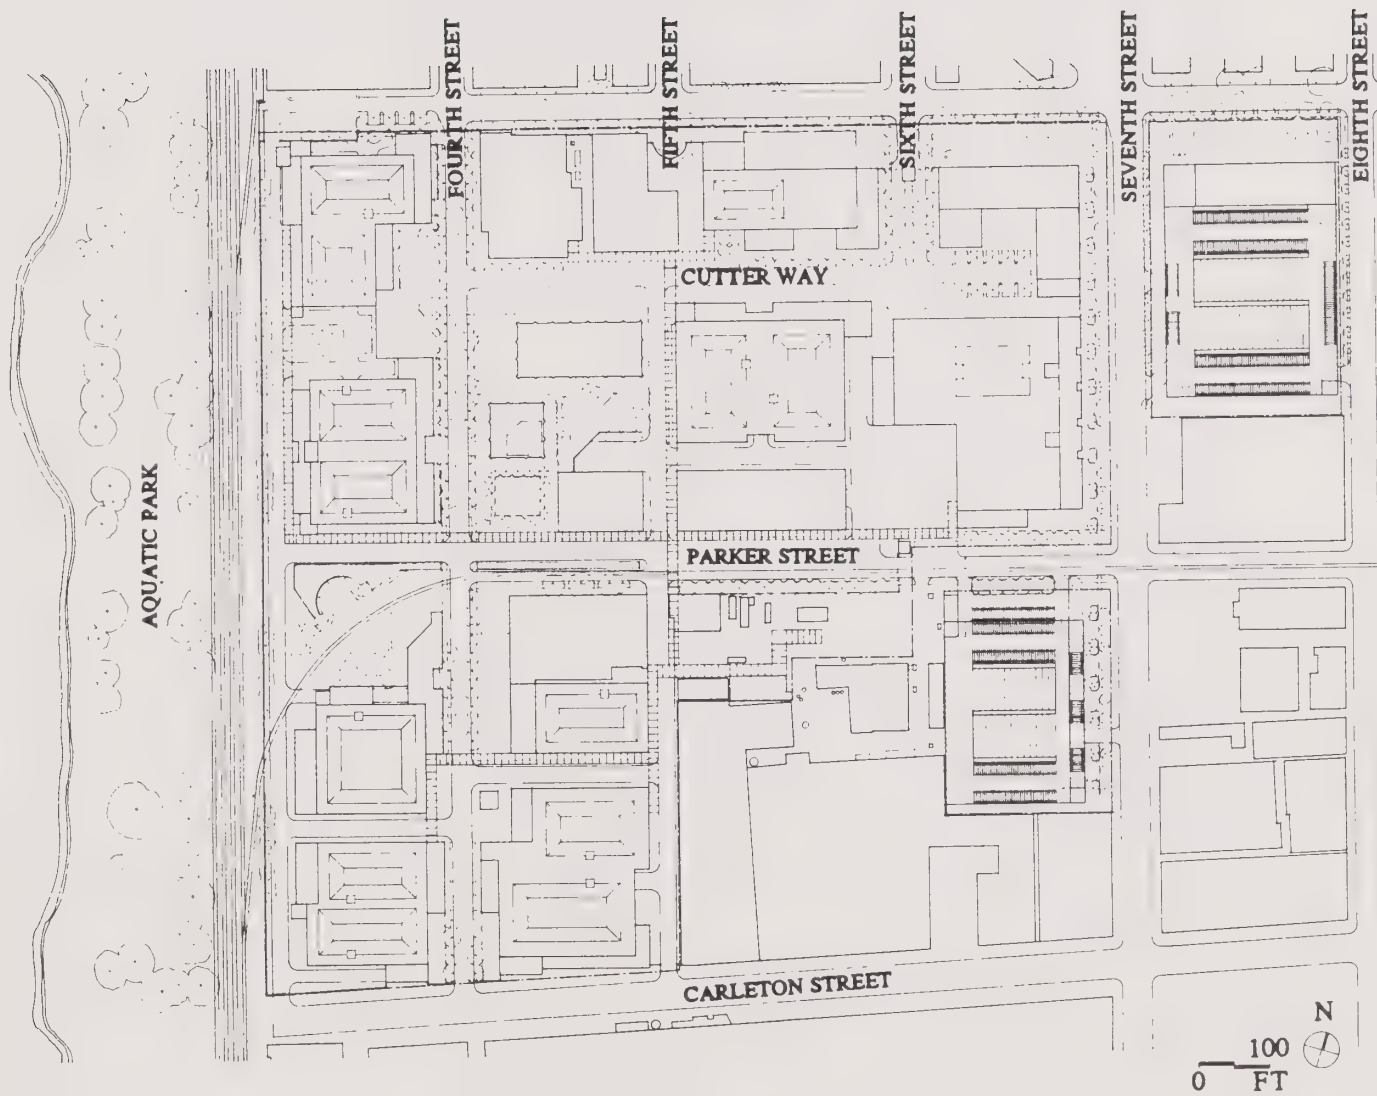 FOURTH STREET
FIFTH STREET
SIXTH STREET
SEVENTH STREET
EIGHTH STREET
CUTTER WAY
AQUATIC PARK
PARKER STREET
CARLETON STREET
N
100
0 FT